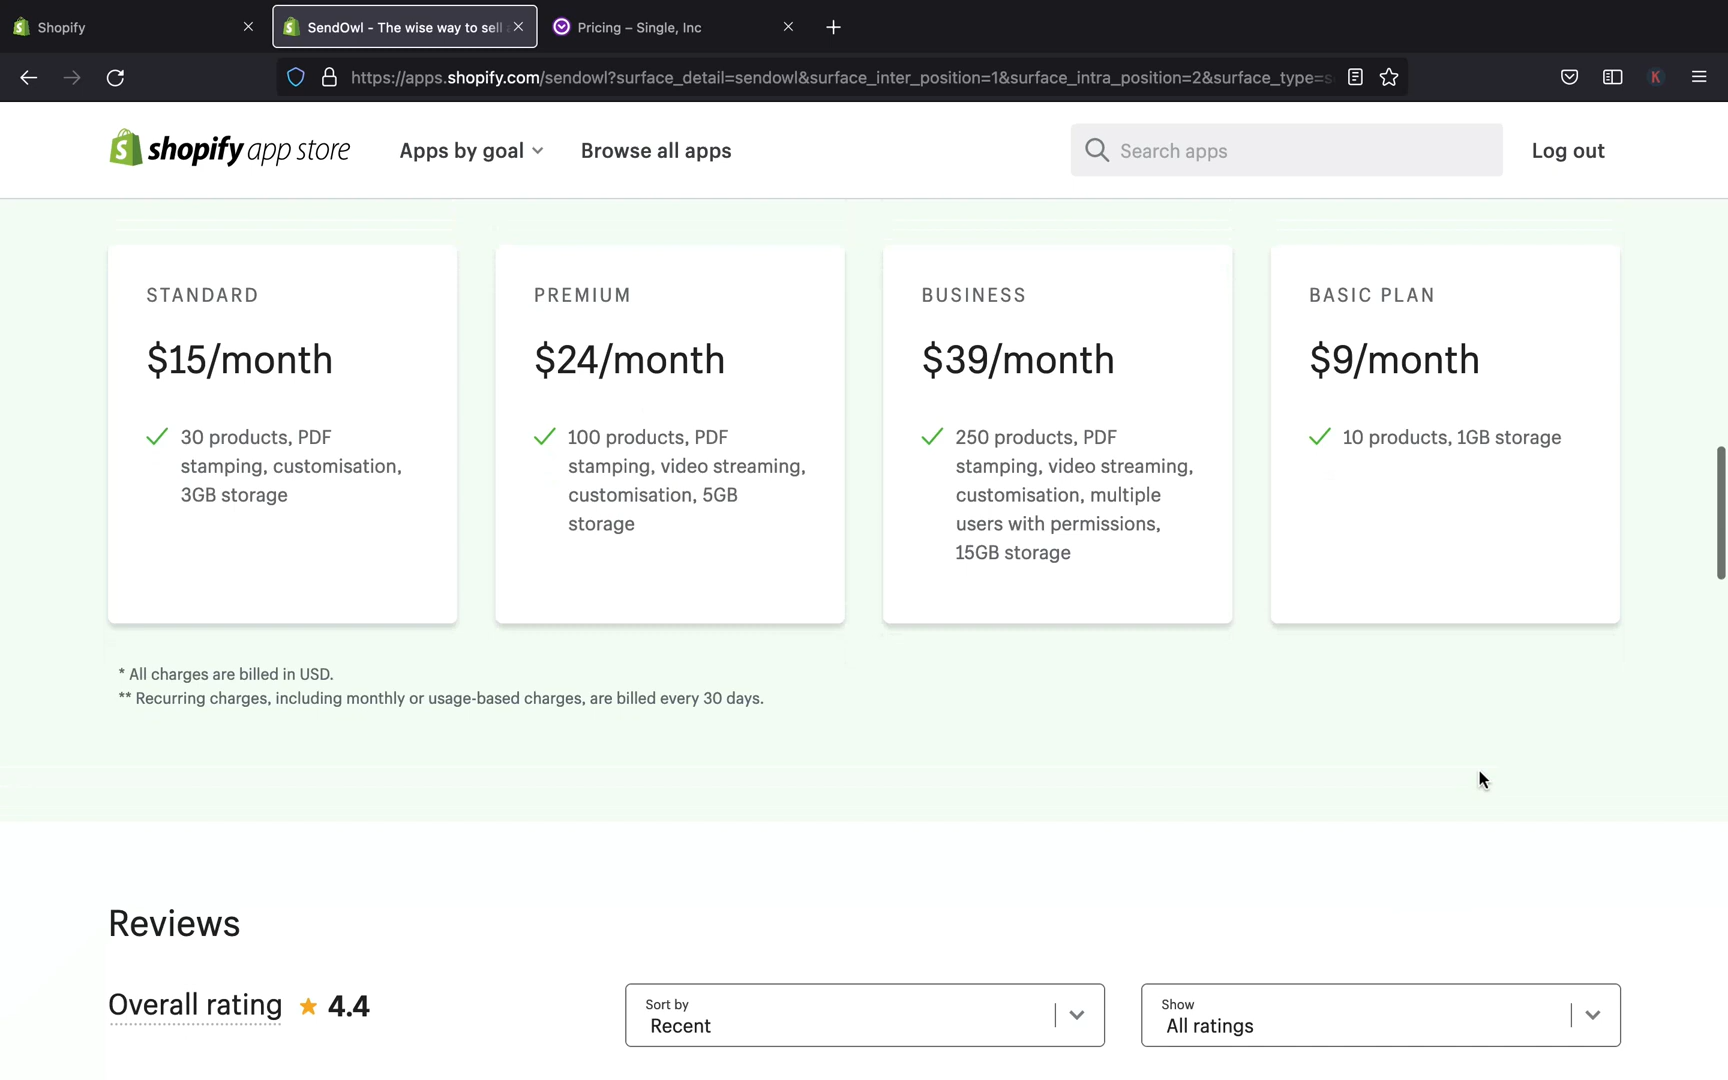 Shopify
SendOwl - The wise way to sell
Pricing – Single, Inc
https://apps.shopify.com/sendowl?surface_detail=sendowl&surface_inter_position=1&surface_intra_position=2&surface_type=
K
shopify app store
Apps by goal
Browse all apps
Search apps
Log out
STANDARD
$15/month
30 products, PDF
stamping, customisation,
3GB storage
PREMIUM
$24/month
100 products, PDF
stamping, video streaming,
customisation, 5GB
storage
BUSINESS
$39/month
250 products, PDF
stamping, video streaming,
customisation, multiple
users with permissions,
15GB storage
BASIC PLAN
$9/month
10 products, 1GB storage
* All charges are billed in USD.
** Recurring charges, including monthly or usage-based charges, are billed every 30 days.
Reviews
Overall rating 4.4
Sort by
Recent
Show
All ratings